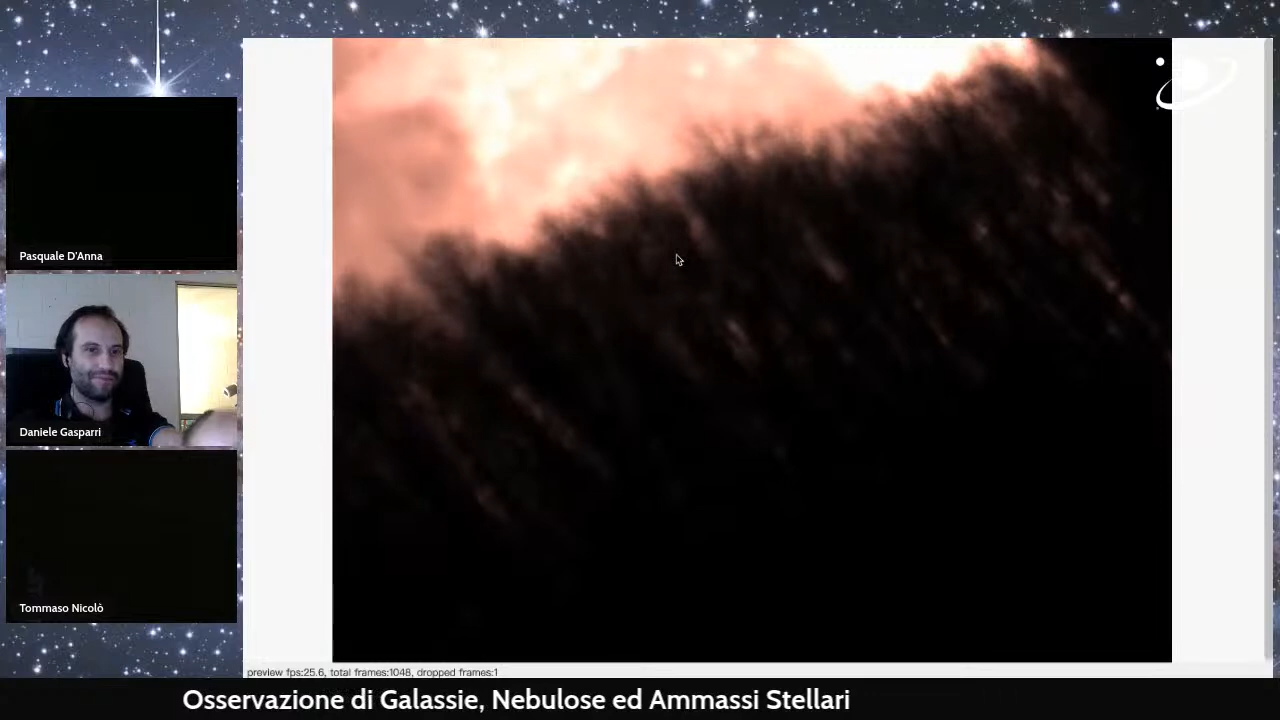 Pasquale D'Anna
Daniele Gasparri
Tommaso Nicolò
preview fps:25.6, total frames:1048, dropped frames:1
Osservazione di Galassie, Nebulose ed Ammassi Stellari